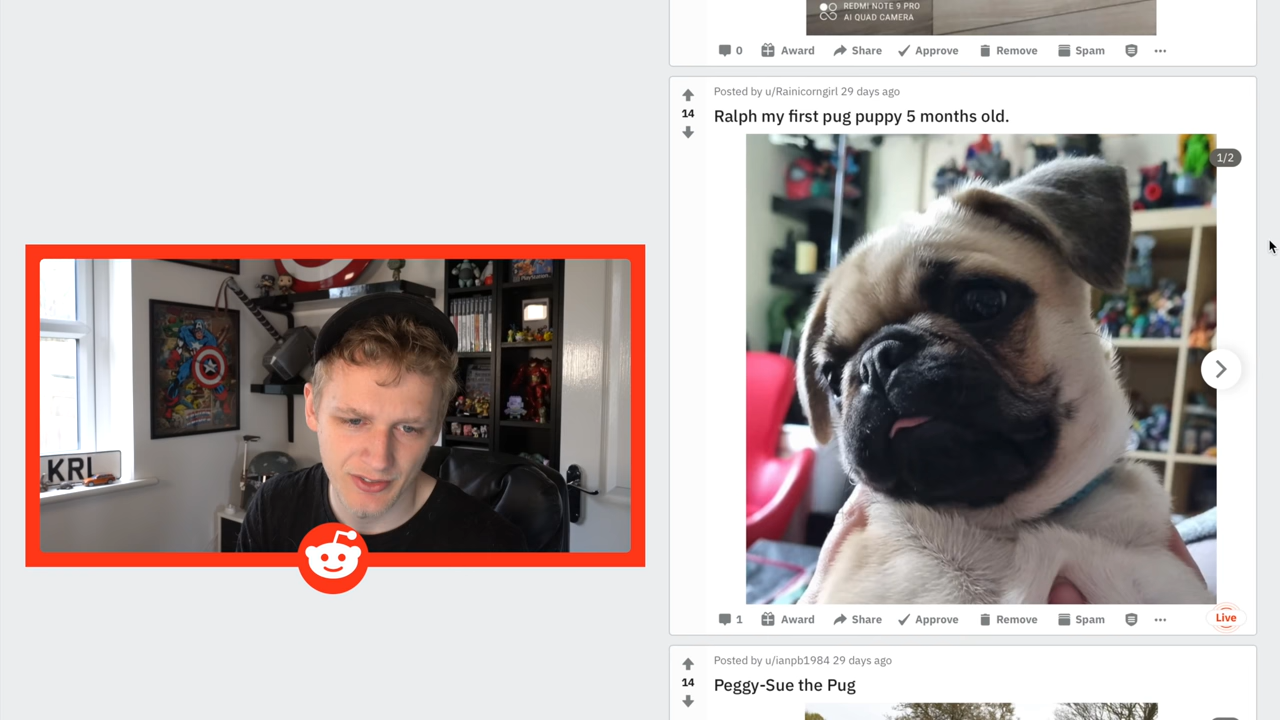 REDMI NOTE 9 PRO
AI QUAD CAMERA
0 Award Share Approve Remove Spam
Posted by u/Rainicorngirl 29 days ago
14
Ralph my first pug puppy 5 months old.
1/2
KRL
1 Award Share Approve Remove Spam
Live
Posted by u/ianpb1984 29 days ago
14
Peggy-Sue the Pug